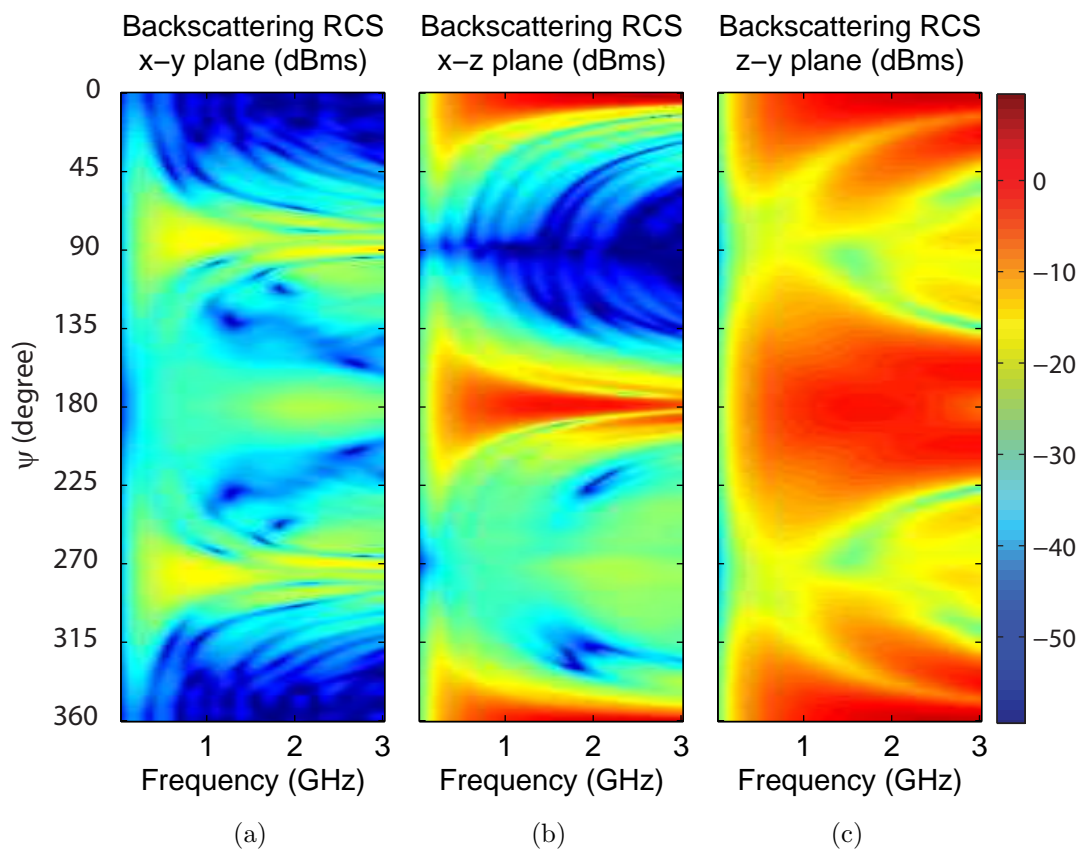 Backscattering RCS
x−y plane (dBms)
Backscattering RCS
x−z plane (dBms)
Backscattering RCS
z−y plane (dBms)
0
45
90
135
180
225
270
315
360
ψ (degree)
1
2
3
Frequency (GHz)
1
2
3
Frequency (GHz)
1
2
3
Frequency (GHz)
0
−10
−20
−30
−40
−50
(a)
(b)
(c)